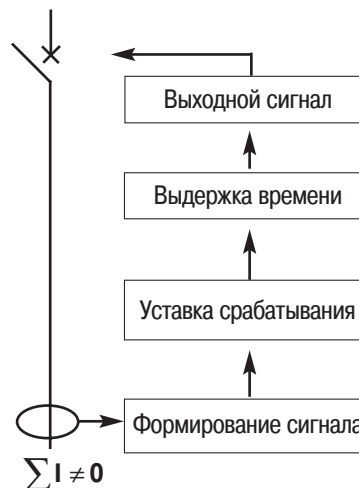 Выходной сигнал
Выдержка времени
Уставка срабатывания
Формирование сигнала
∑I ≠ 0